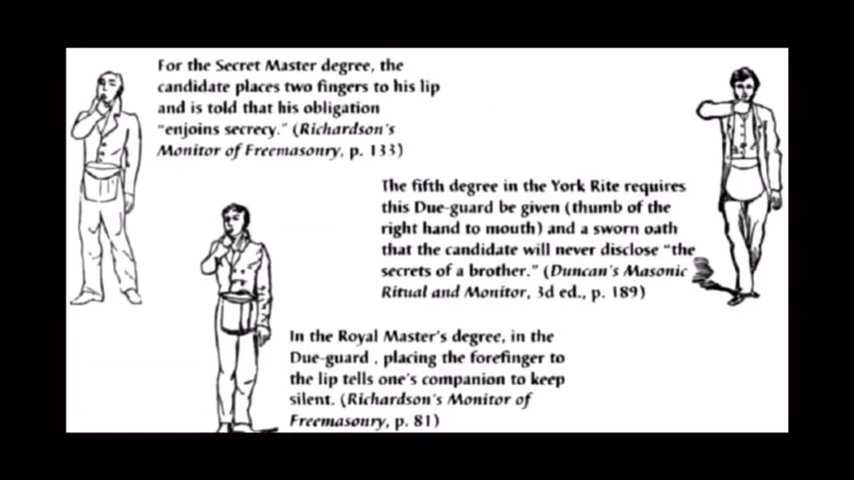 For the Secret Master degree, the
candidate places two fingers to his lip
and is told that his obligation
“enjoins secrecy.” (Richardson’s
Monitor of Freemasonry, p. 133)
The fifth degree in the York Rite requires
this Due-guard be given (thumb of the
right hand to mouth) and a sworn oath
that the candidate will never disclose “the
secrets of a brother.” (Duncan’s Masonic
Ritual and Monitor, 3d ed., p. 189)
In the Royal Master’s degree, in the
Due-guard , placing the forefinger to
the lip tells one’s companion to keep
silent. (Richardson’s Monitor of
Freemasonry, p. 81)